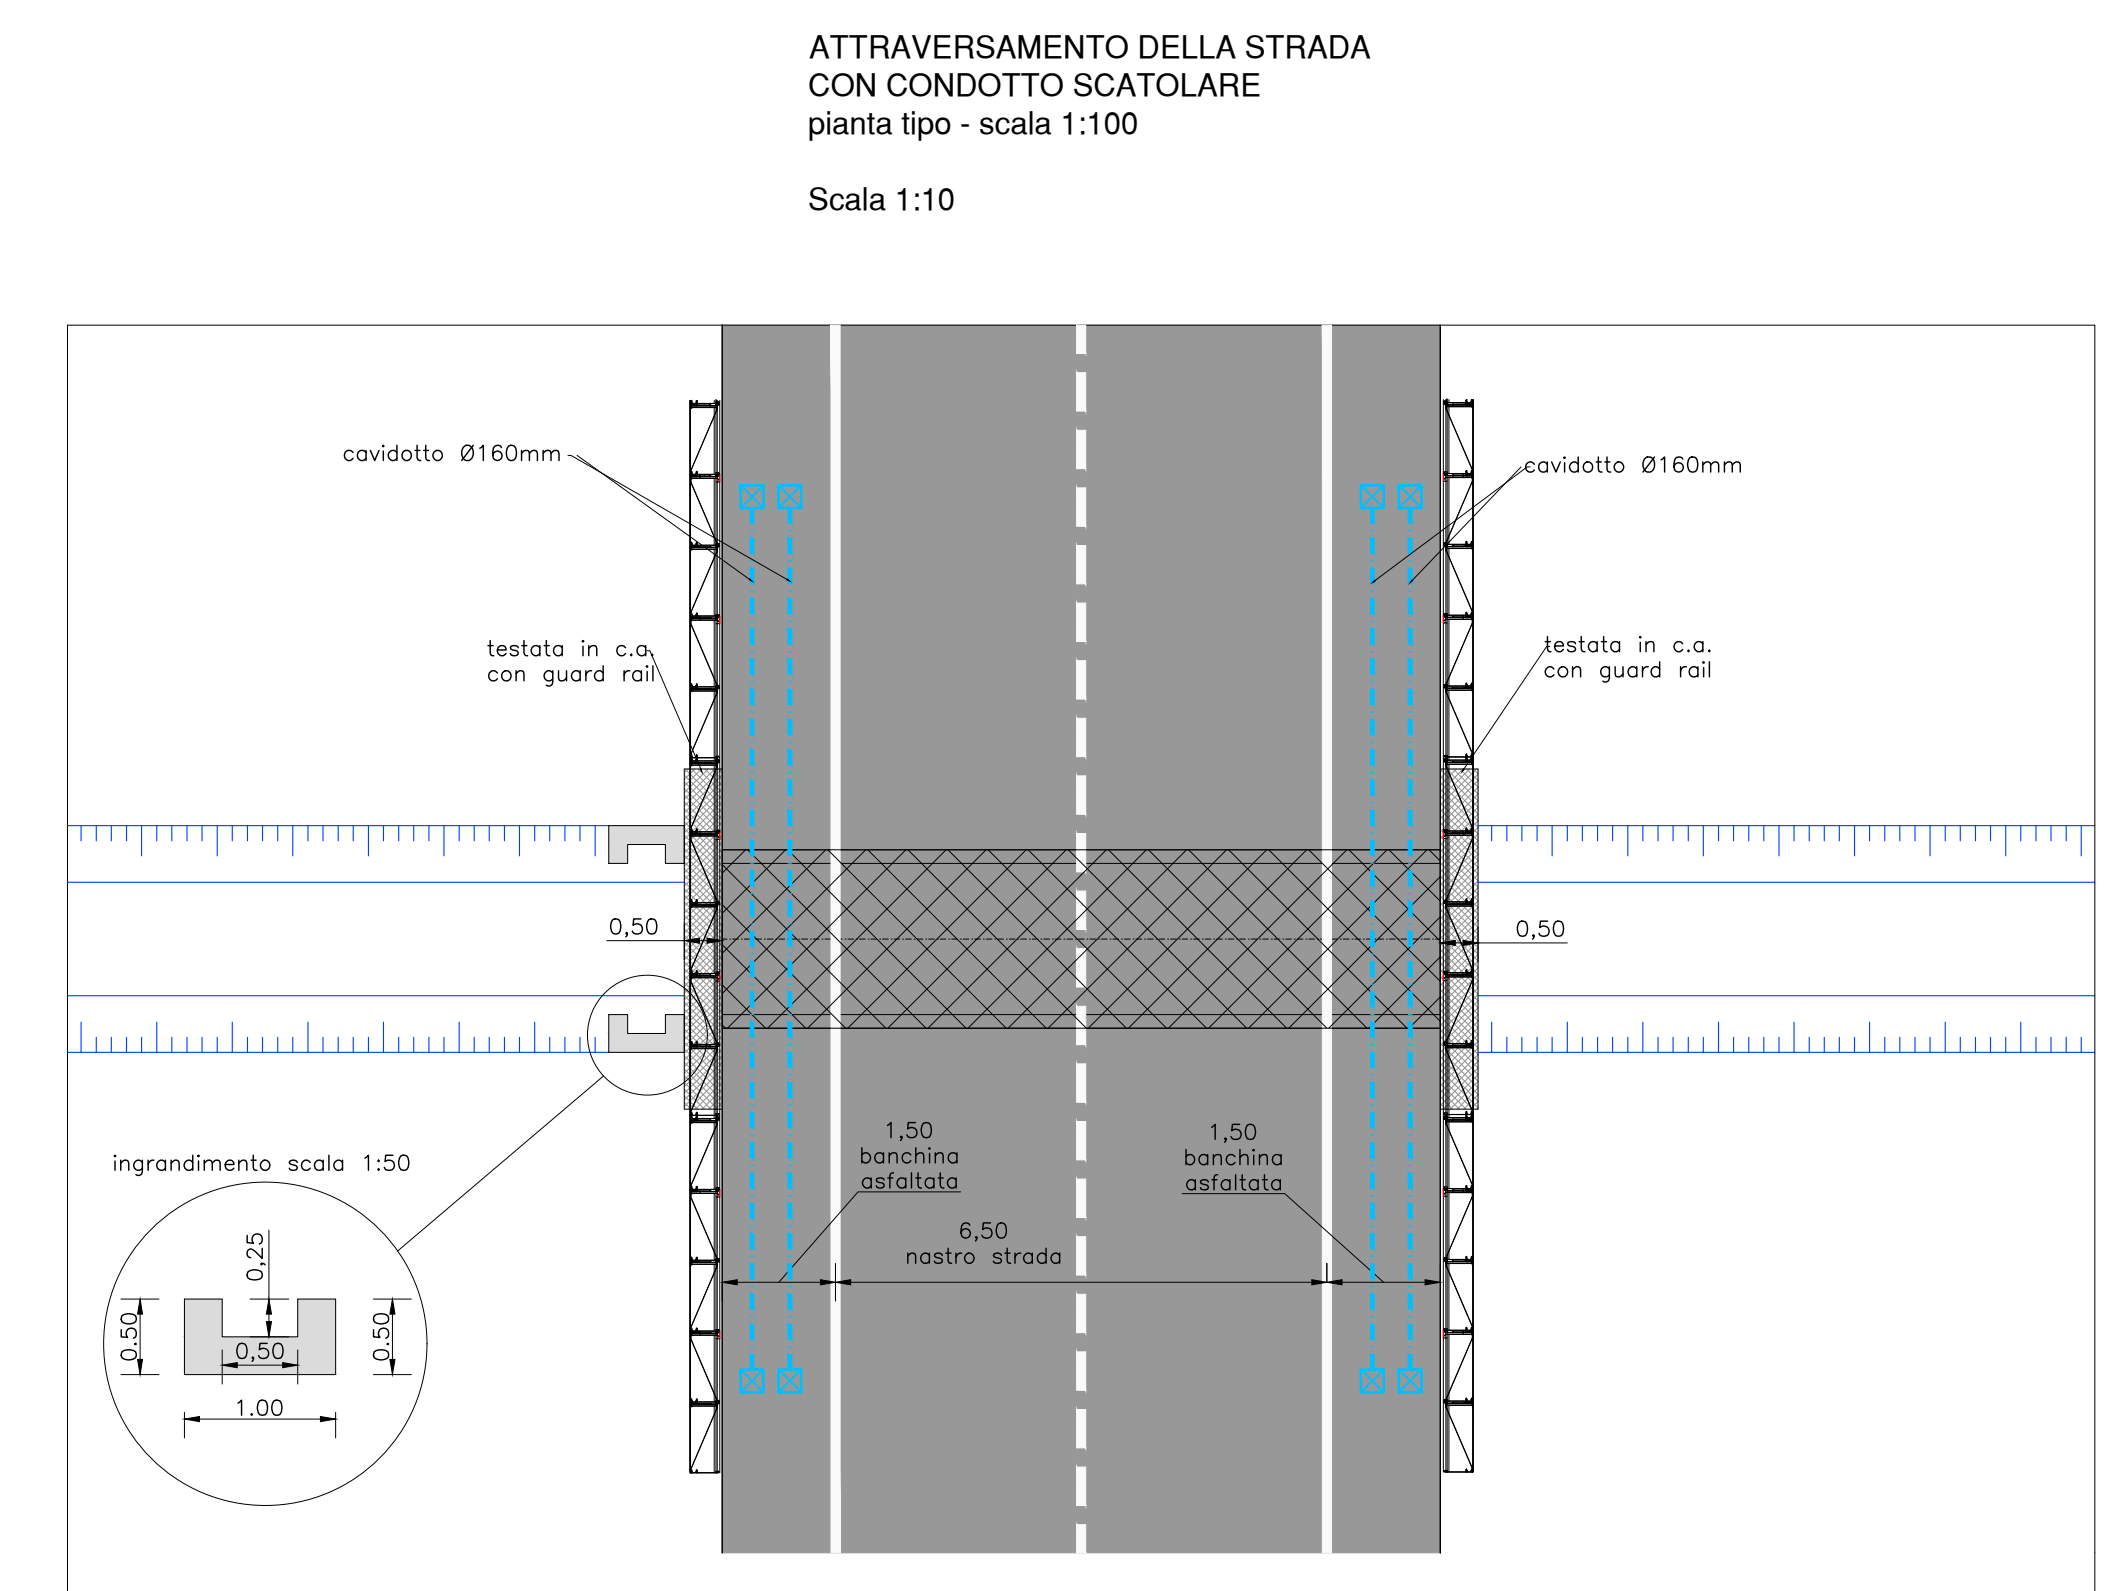 ATTRAVERSAMENTO DELLA STRADA
CON CONDOTTO SCATOLARE
pianta tipo - scala 1:100
Scala 1:10
cavidotto Ø160mm
cavidotto Ø160mm
testata in c.a.
con guard rail
testata in c.a.
con guard rail
0,50
0,50
1,50
banchina
asfaltata
1,50
banchina
asfaltata
6,50
nastro strada
ingrandimento scala 1:50
0,25
0.50
0,50
0.50
1.00